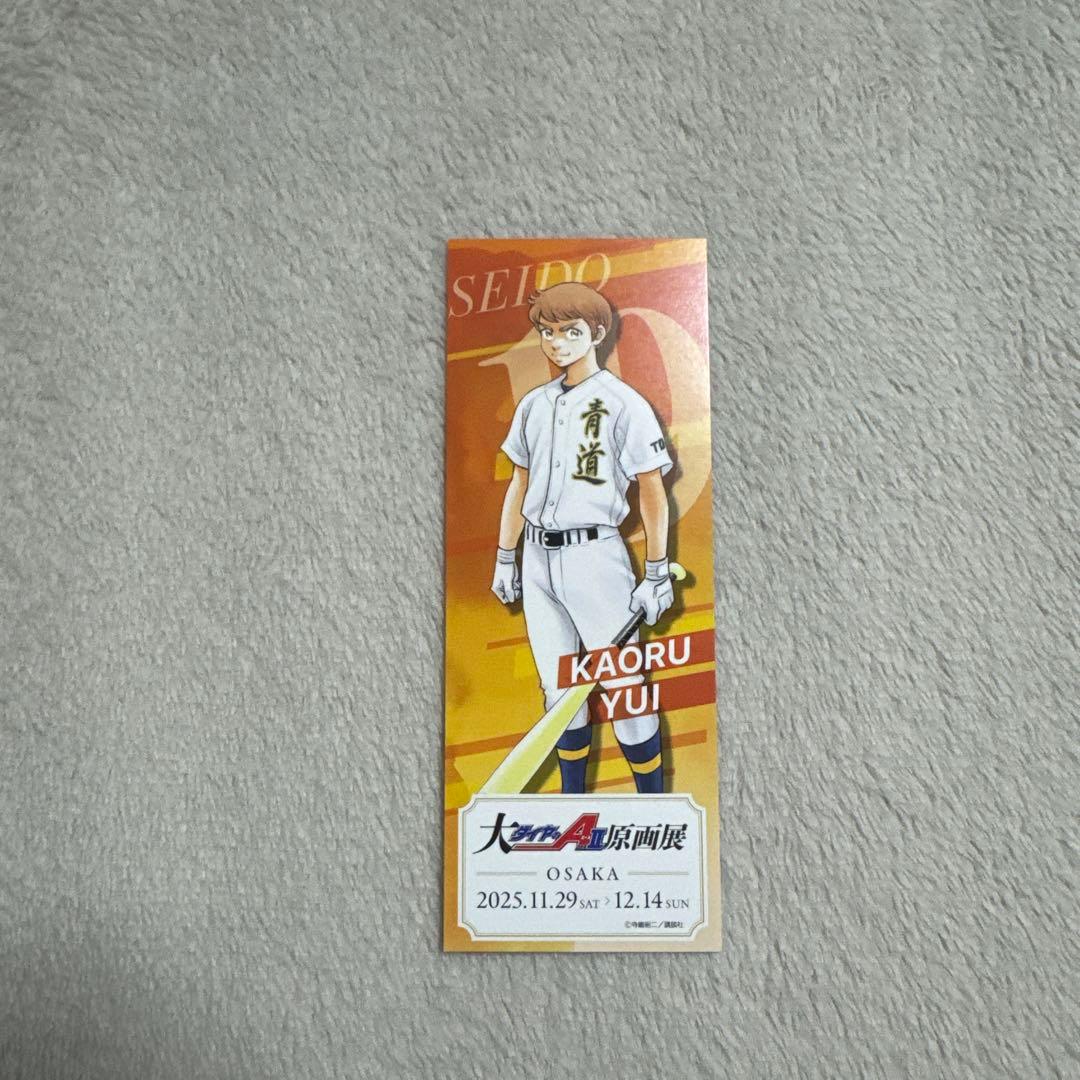 SEIDO
青道
KAORU
YUI
大ダイヤのAactII原画展
OSAKA
2025.11.29 SAT > 12.14 SUN
©寺嶋裕二/講談社